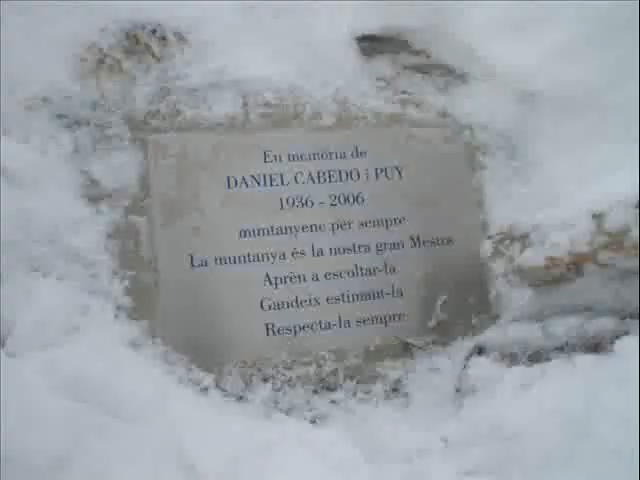 En memòria de
DANIEL CABEDO i PUY
1936 - 2006
muntanyenc per sempre
La muntanya és la nostra gran Mestra
Aprèn a escoltar-la
Gaudeix estimant-la
Respecta-la sempre